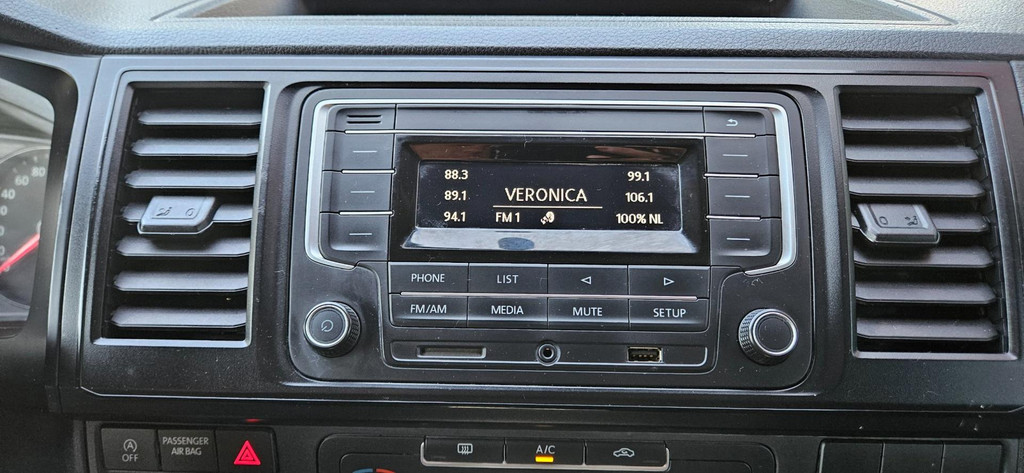 88.3
99.1
89.1
VERONICA
106.1
94.1
FM 1
100% NL
PHONE
LIST
FM/AM
MEDIA
MUTE
SETUP
80
60
40
A
OFF
PASSENGER
AIR BAG
A/C